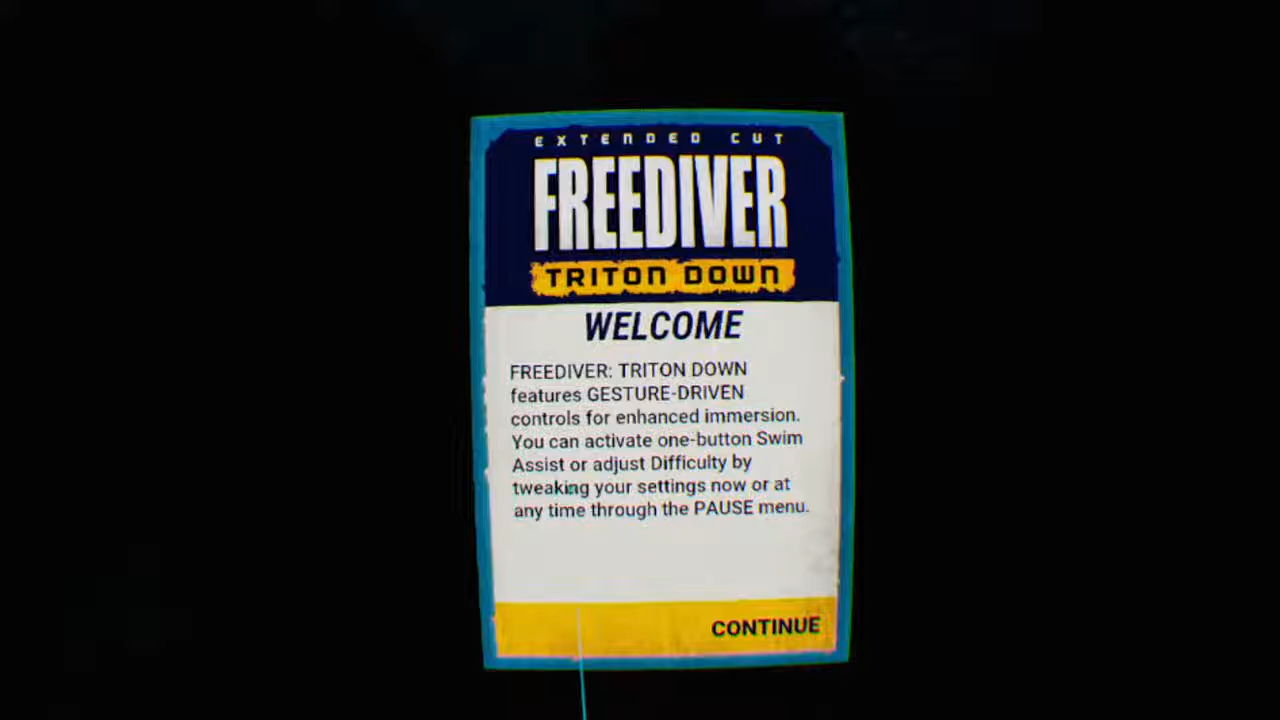 EXTENDED CUT
FREEDIVER
TRITON DOWN
WELCOME
FREEDIVER: TRITON DOWN
features GESTURE-DRIVEN
controls for enhanced immersion.
You can activate one-button Swim
Assist or adjust Difficulty by
tweaking your settings now or at
any time through the PAUSE menu.
CONTINUE